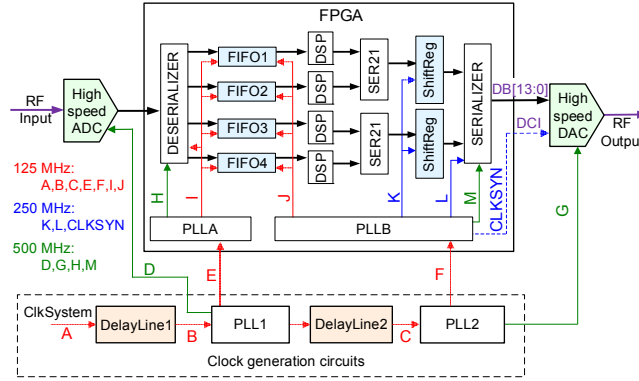 FPGA
RF
Input
High
speed
ADC
DESERIALIZER
FIFO1
FIFO2
FIFO3
FIFO4
DSP
DSP
DSP
DSP
SER21
SER21
ShiftReg
ShiftReg
SERIALIZER
DB[13:0]
DCI
High
speed
DAC
RF
Output
125 MHz:
A,B,C,E,F,I,J
250 MHz:
K,L,CLKSYN
500 MHz:
D,G,H,M
H
I
J
K
L
M
CLKSYN
G
PLLA
PLLB
D
E
F
ClkSystem
A
DelayLine1
B
PLL1
DelayLine2
C
PLL2
Clock generation circuits